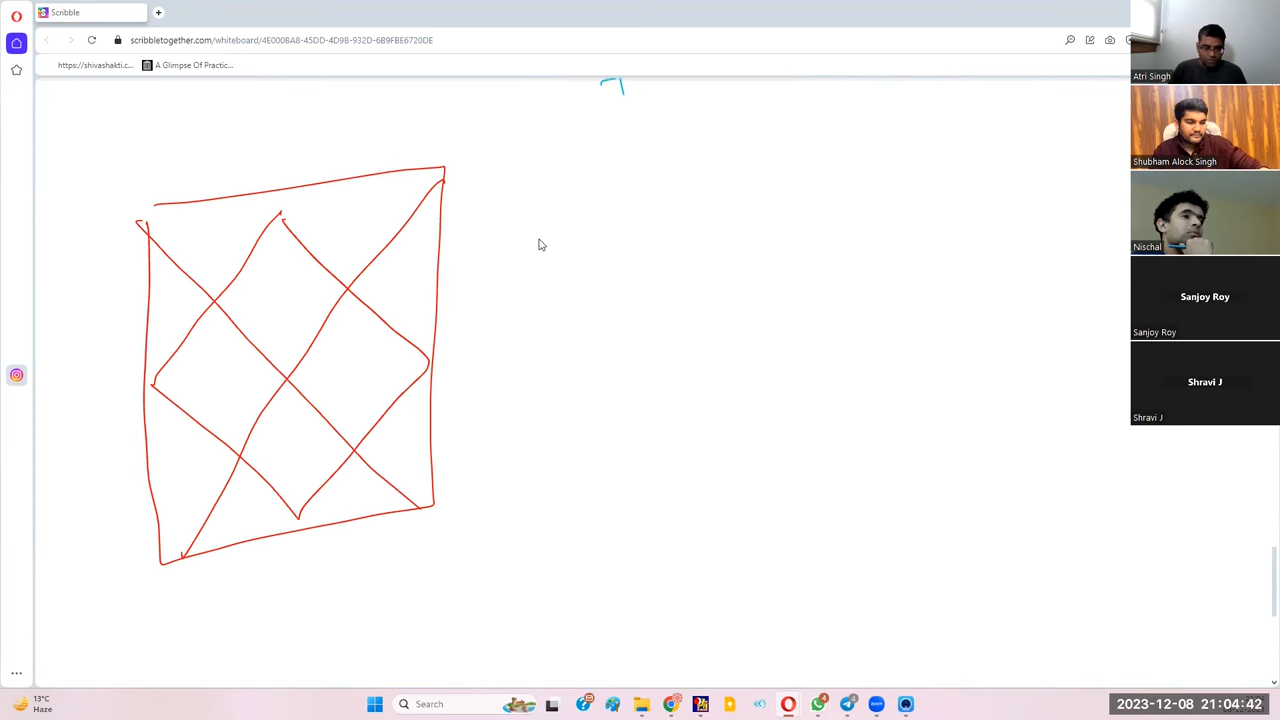 Scribble
scribbletogether.com/whiteboard/4E000BA8-45DD-4D98-932D-6B9FBE6720DE
https://shivashakti.c...
A Glimpse Of Practic...
Atri Singh
Shubham Alock Singh
Nischal
Sanjoy Roy
Sanjoy Roy
Shravi J
Shravi J
13°C
Haze
Search
2023-12-08 21:04:42